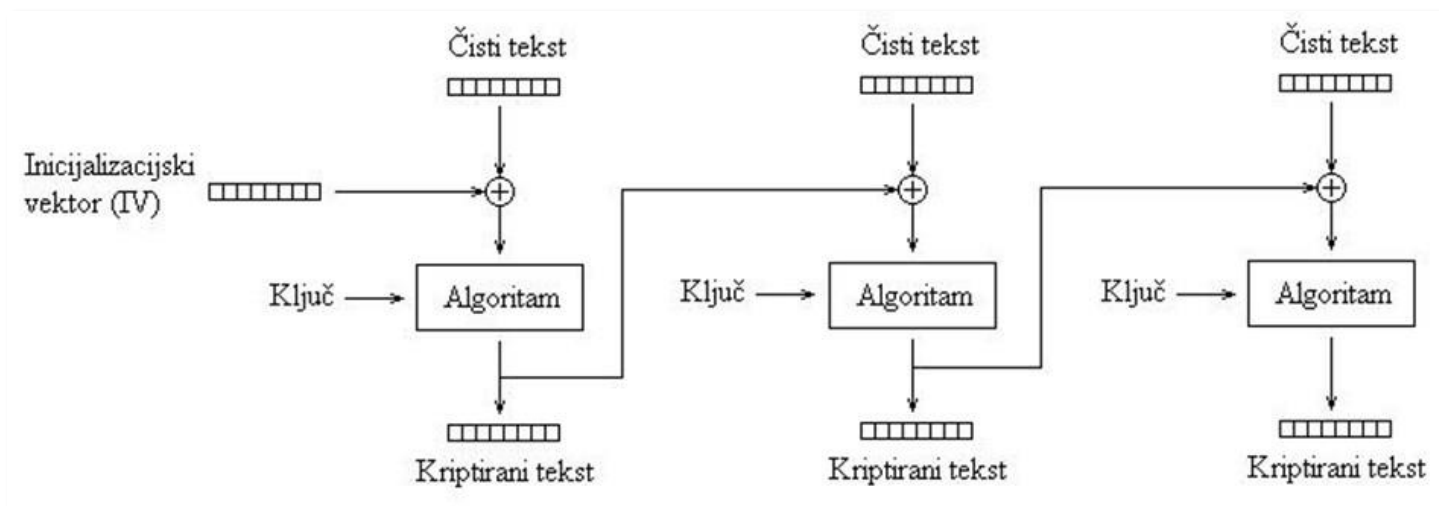 Čisti tekst
Čisti tekst
Čisti tekst
Inicijalizacijski
vektor (IV)
Ključ
Algoritam
Ključ
Algoritam
Ključ
Algoritam
Kriptirani tekst
Kriptirani tekst
Kriptirani tekst